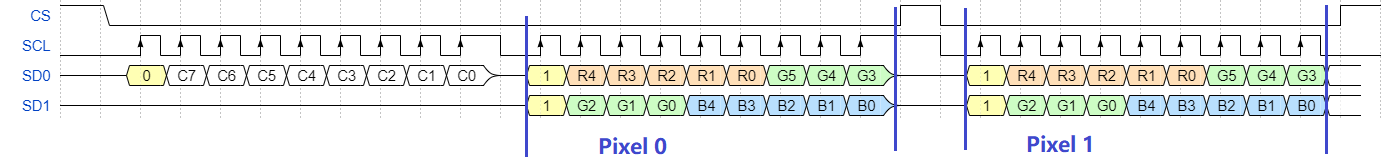 CS
SCL
SD0 0 C7 C6 C5 C4 C3 C2 C1 C0 1 R4 R3 R2 R1 R0 G5 G4 G3 1 R4 R3 R2 R1 R0 G5 G4 G3
SD1 1 G2 G1 G0 B4 B3 B2 B1 B0 1 G2 G1 G0 B4 B3 B2 B1 B0
Pixel 0 Pixel 1